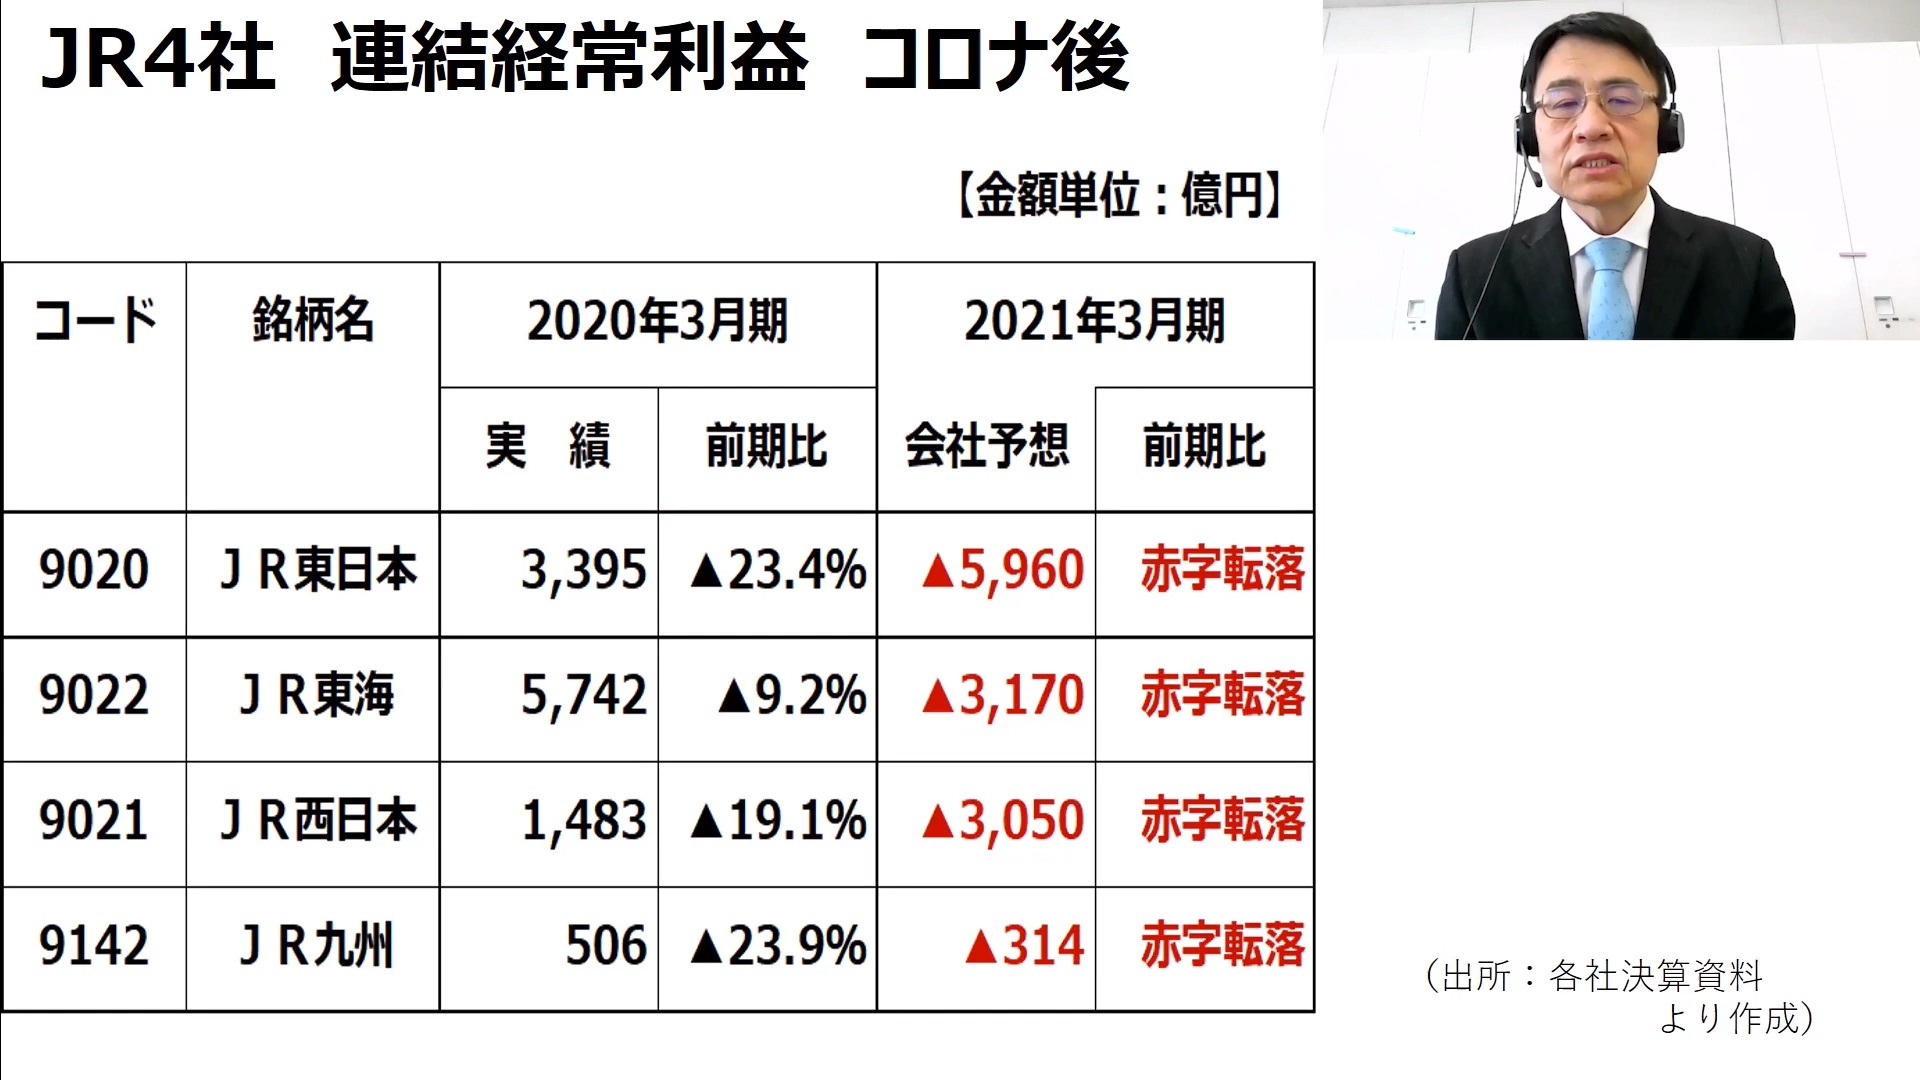 JR4社　連結経常利益　コロナ後
【金額単位：億円】
コード 銘柄名 2020年3月期 2021年3月期
実　績 前期比 会社予想 前期比
9020 ＪＲ東日本 3,395 ▲23.4% ▲5,960 赤字転落
9022 ＪＲ東海 5,742 ▲9.2% ▲3,170 赤字転落
9021 ＪＲ西日本 1,483 ▲19.1% ▲3,050 赤字転落
9142 ＪＲ九州 506 ▲23.9% ▲314 赤字転落
（出所：各社決算資料
より作成）